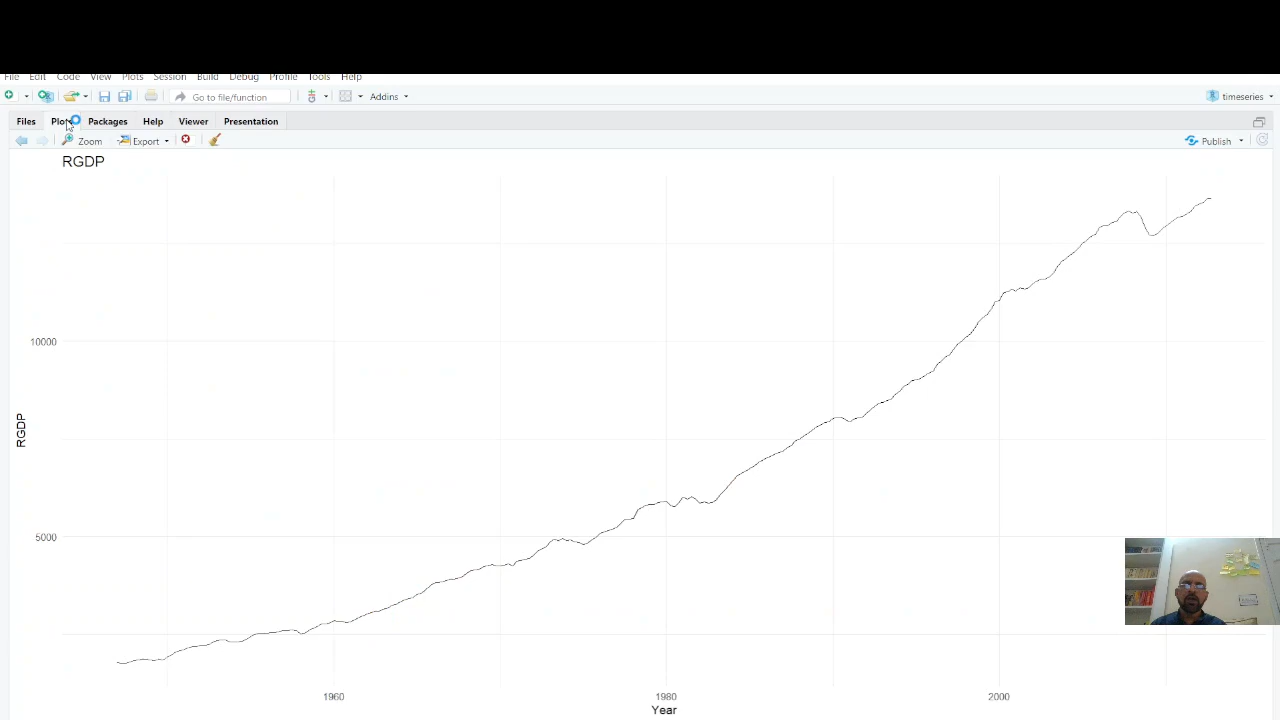 File Edit Code View Plots Session Build Debug Profile Tools Help
Go to file/function Addins timeseries
Files Plots Packages Help Viewer Presentation
Zoom Export Publish
RGDP
10000
5000
RGDP
1960 1980 2000
Year